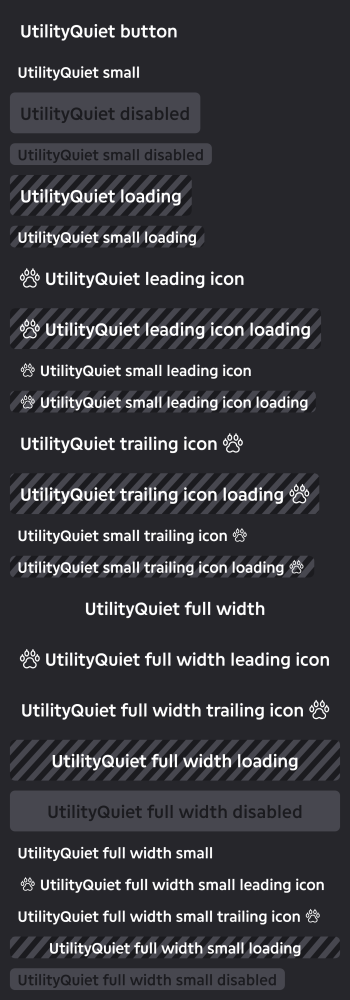 UtilityQuiet button
UtilityQuiet small
UtilityQuiet disabled
UtilityQuiet small disabled
UtilityQuiet loading
UtilityQuiet small loading
UtilityQuiet leading icon
UtilityQuiet leading icon loading
UtilityQuiet small leading icon
UtilityQuiet small leading icon loading
UtilityQuiet trailing icon
UtilityQuiet trailing icon loading
UtilityQuiet small trailing icon
UtilityQuiet small trailing icon loading
UtilityQuiet full width
UtilityQuiet full width leading icon
UtilityQuiet full width trailing icon
UtilityQuiet full width loading
UtilityQuiet full width disabled
UtilityQuiet full width small
UtilityQuiet full width small leading icon
UtilityQuiet full width small trailing icon
UtilityQuiet full width small loading
UtilityQuiet full width small disabled